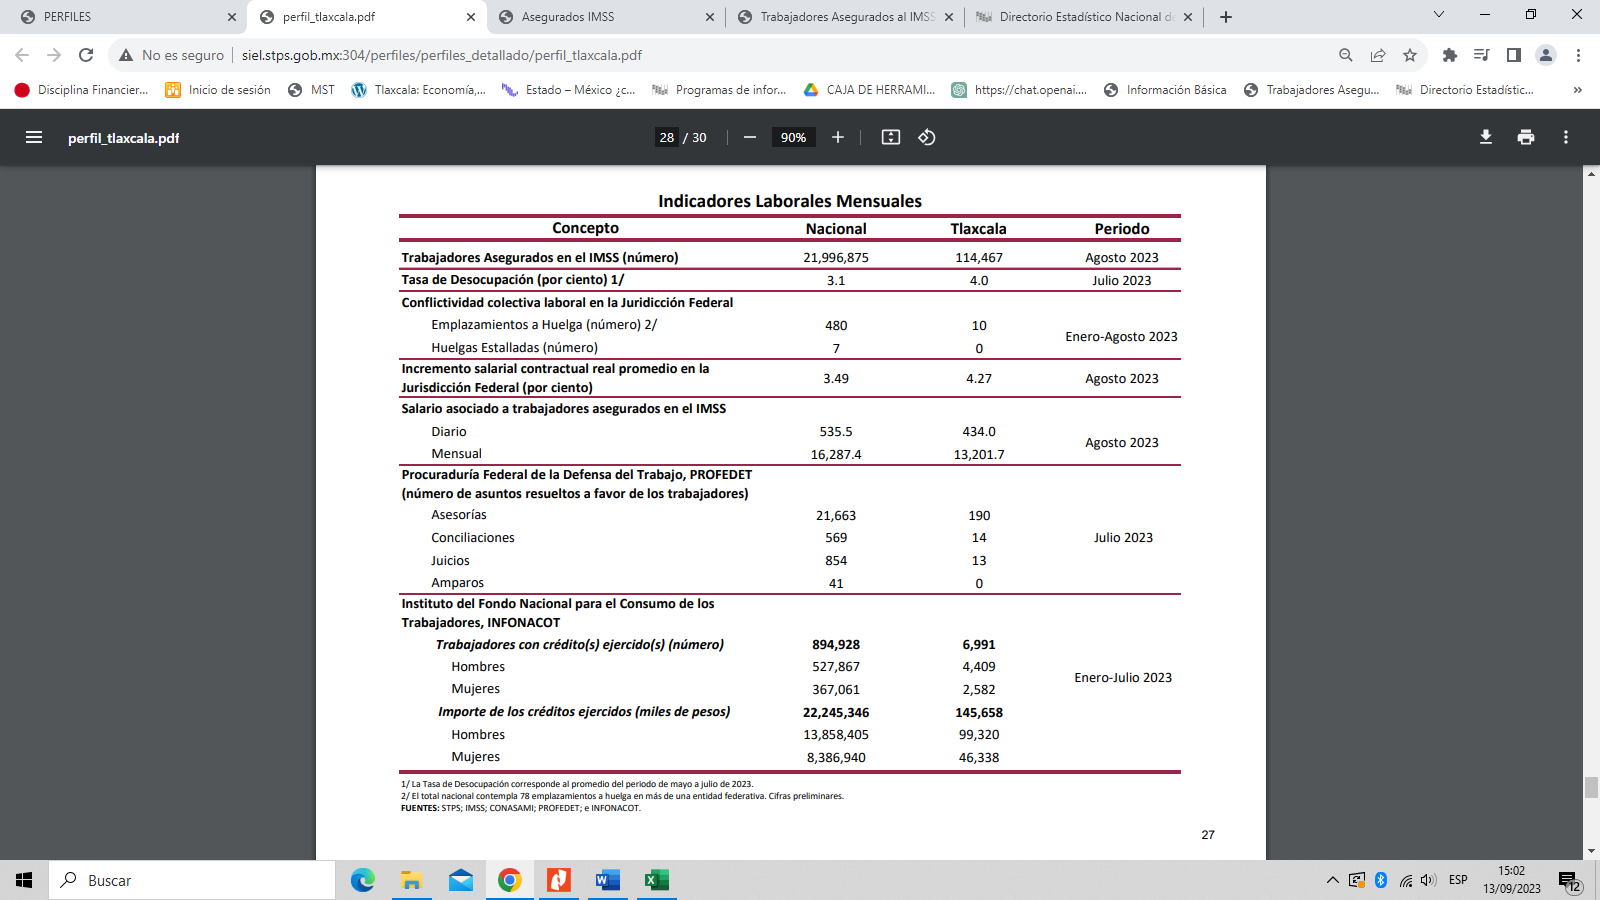 PERFILES
perfil_tlaxcala.pdf
Asegurados IMSS
Trabajadores Asegurados al IMSS
Directorio Estadístico Nacional de
No es seguro
siel.stps.gob.mx:304/perfiles/perfiles_detallado/perfil_tlaxcala.pdf
Disciplina Financier...
Inicio de sesión
MST
Tlaxcala: Economía,...
Estado – México ¿c...
Programas de infor...
CAJA DE HERRAMI...
https://chat.openai....
Información Básica
Trabajadores Asegu...
Directorio Estadístic...
»
perfil_tlaxcala.pdf
28 / 30
90%
Indicadores Laborales Mensuales
Concepto Nacional Tlaxcala Periodo
Trabajadores Asegurados en el IMSS (número) 21,996,875 114,467 Agosto 2023
Tasa de Desocupación (por ciento) 1/ 3.1 4.0 Julio 2023
Conflictividad colectiva laboral en la Juridicción Federal
Emplazamientos a Huelga (número) 2/ 480 10
Enero-Agosto 2023
Huelgas Estalladas (número) 7 0
Incremento salarial contractual real promedio en la
Jurisdicción Federal (por ciento)
3.49 4.27 Agosto 2023
Salario asociado a trabajadores asegurados en el IMSS
Diario 535.5 434.0
Agosto 2023
Mensual 16,287.4 13,201.7
Procuraduría Federal de la Defensa del Trabajo, PROFEDET
(número de asuntos resueltos a favor de los trabajadores)
Asesorías 21,663 190
Conciliaciones 569 14 Julio 2023
Juicios 854 13
Amparos 41 0
Instituto del Fondo Nacional para el Consumo de los
Trabajadores, INFONACOT
Trabajadores con crédito(s) ejercido(s) (número) 894,928 6,991
Hombres 527,867 4,409
Enero-Julio 2023
Mujeres 367,061 2,582
Importe de los créditos ejercidos (miles de pesos) 22,245,346 145,658
Hombres 13,858,405 99,320
Mujeres 8,386,940 46,338
1/ La Tasa de Desocupación corresponde al promedio del periodo de mayo a julio de 2023.
2/ El total nacional contempla 78 emplazamientos a huelga en más de una entidad federativa. Cifras preliminares.
FUENTES: STPS; IMSS; CONASAMI; PROFEDET; e INFONACOT.
27
Buscar
ESP
15:02
13/09/2023
12